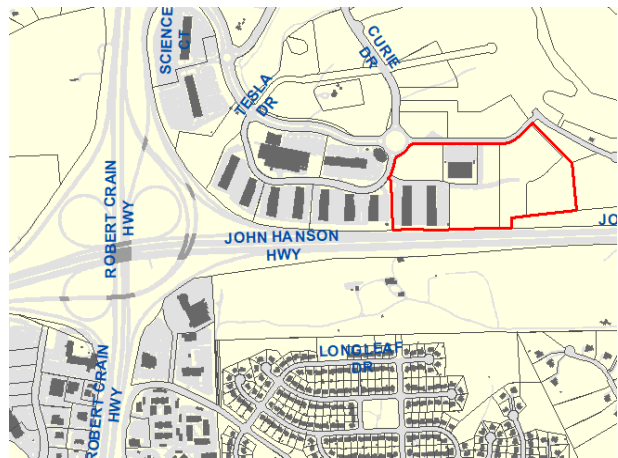 SCIENCE
CT
CURIE
DR
TESLA
DR
ROBERT CRAIN
HWY
JOHN HANSON
HWY
JO
LONGLEAF
DR
ROBERT CRAIN
HWY